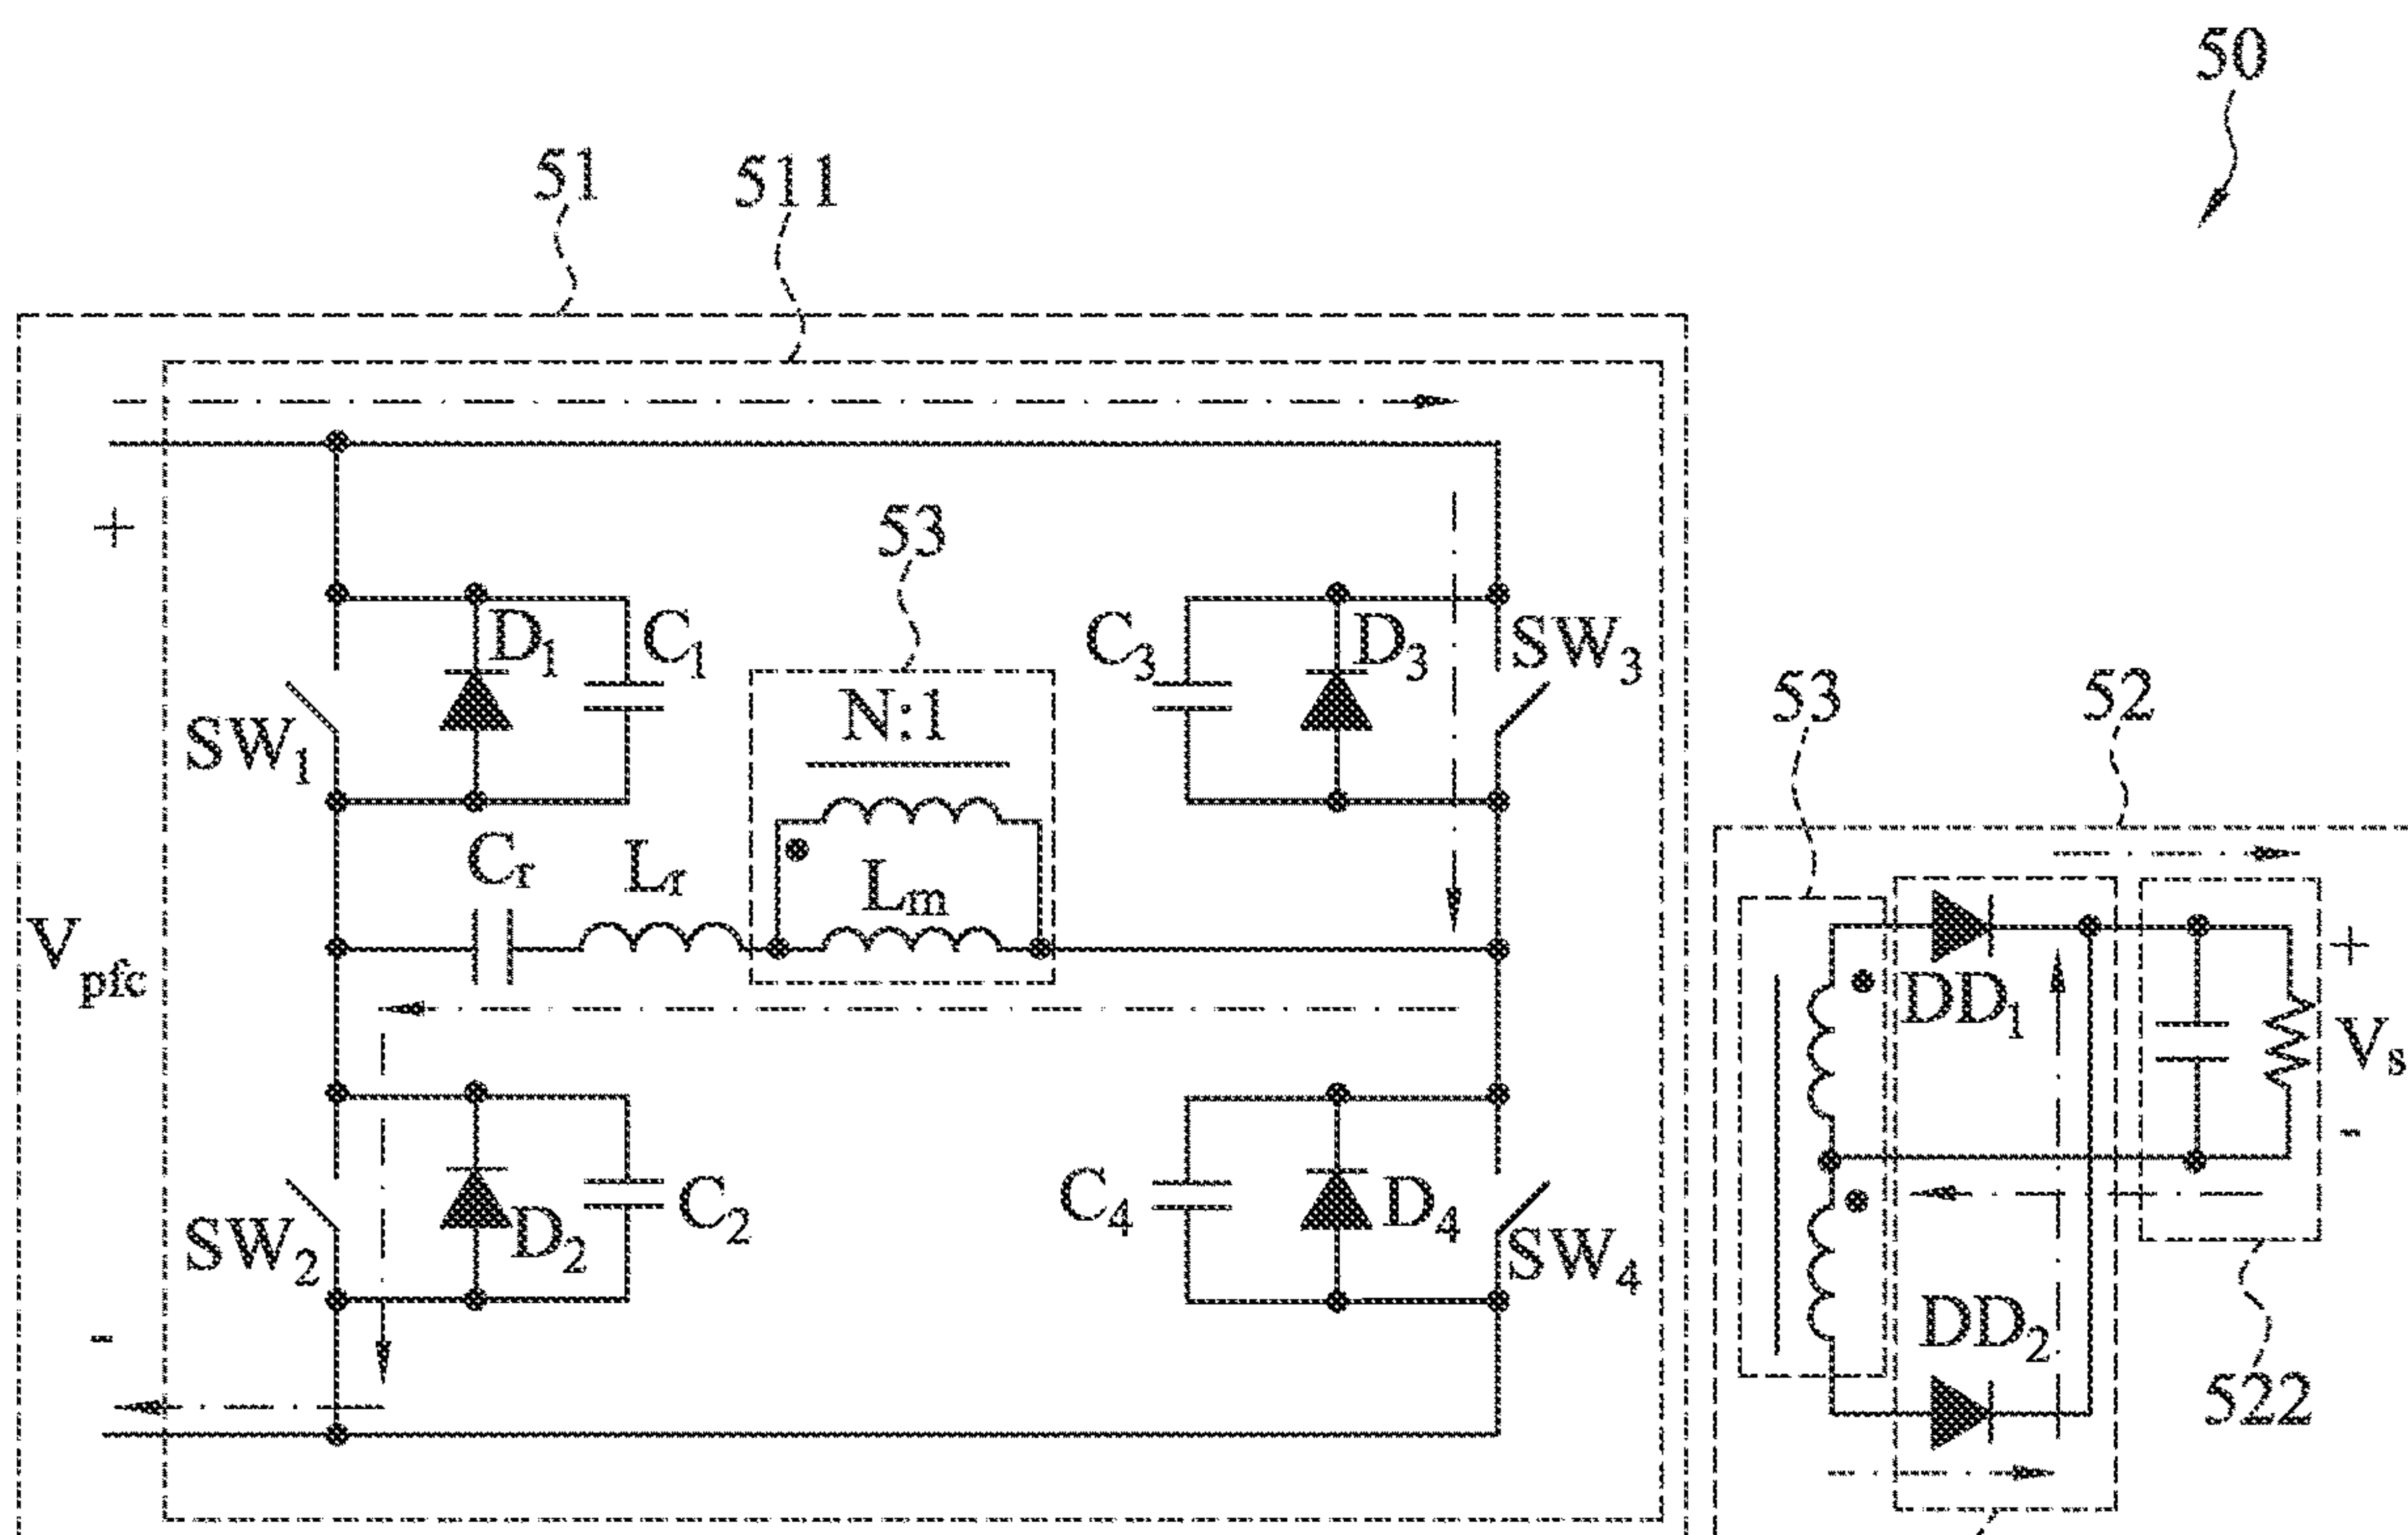 50
51
511
+
53
D₁
C₁
C₃
D₃
SW₃
N:1
SW₁
53
52
Cᵣ
Lᵣ
Lₘ
V_pfc
DD₁
+
Vₛ
-
SW₂
D₂
C₂
C₄
D₄
SW₄
DD₂
-
522